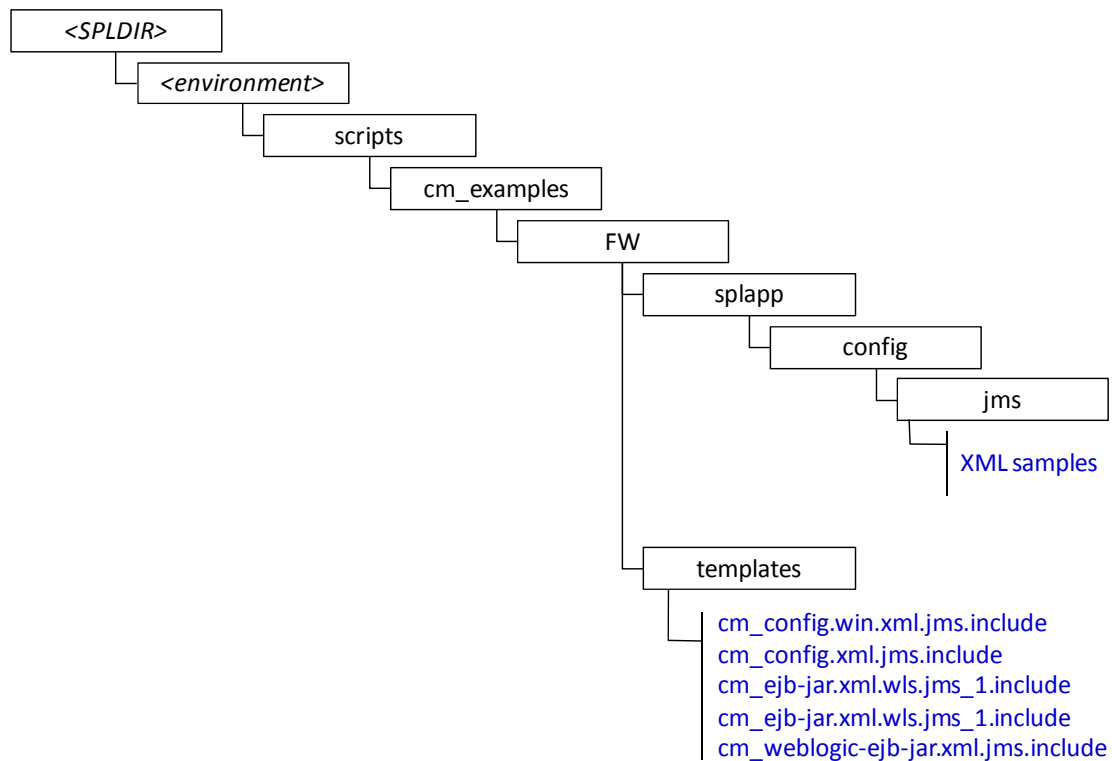 <SPLDIR>
<environment>
scripts
cm_examples
FW
splapp
config
jms
XML samples
templates
cm_config.win.xml.jms.include
cm_config.xml.jms.include
cm_ejb-jar.xml.wls.jms_1.include
cm_ejb-jar.xml.wls.jms_1.include
cm_weblogic-ejb-jar.xml.jms.include